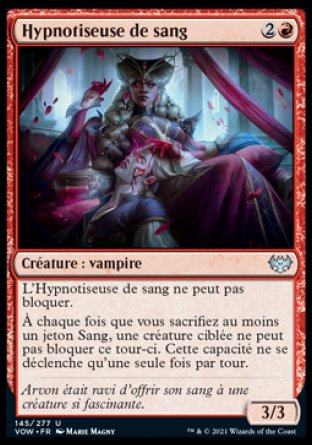 Hypnotiseuse de sang 2
Créature : vampire
L'Hypnotiseuse de sang ne peut pas
bloquer.
À chaque fois que vous sacrifiez au moins
un jeton Sang, une créature ciblée ne peut
pas bloquer ce tour-ci. Cette capacité ne se
déclenche qu'une seule fois par tour.
Arvon était ravi d'offrir son sang à une
créature si fascinante.
3/3
145/277 U
VOW • FR Marie Magny
™ & © 2021 Wizards of the Coast